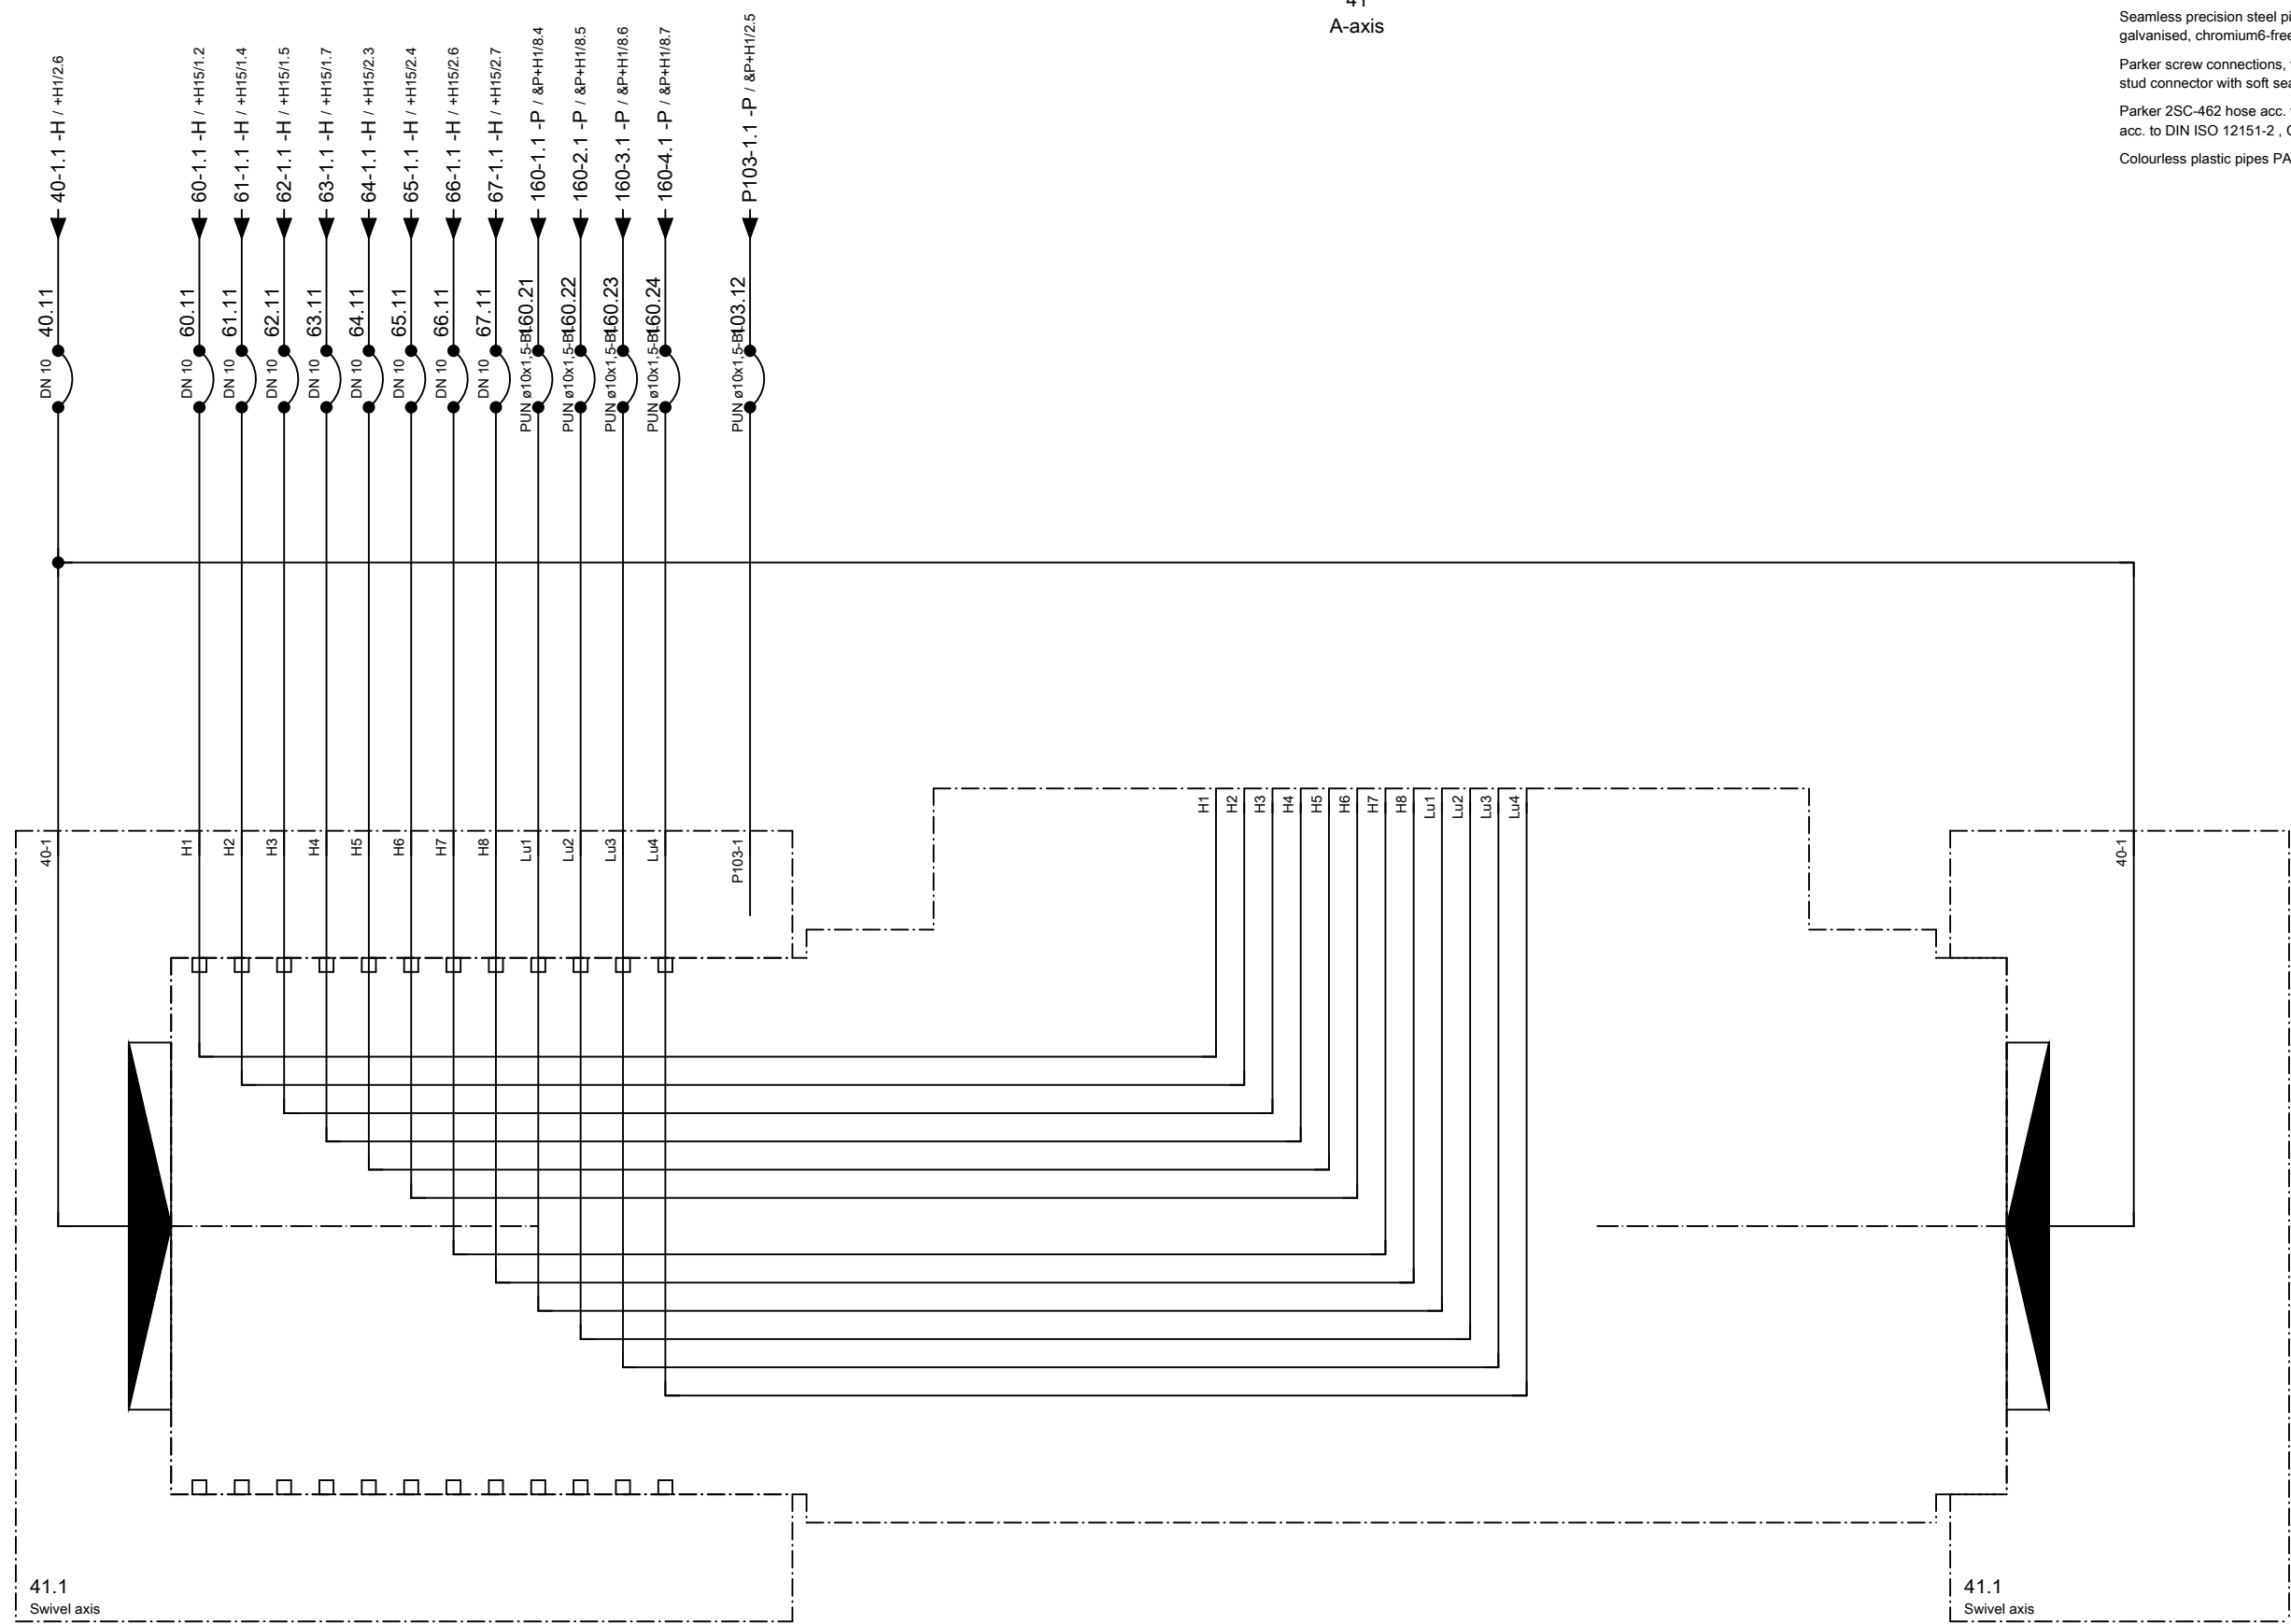 41
A-axis
Seamless precision steel
galvanised, chromium6-free
Parker screw connections,
stud connector with soft
Parker 2SC-462 hose acc.
acc. to DIN ISO 12151-2 ,
Colourless plastic pipes PA
40-1.1 -H / +H1/2.6
60-1.1 -H / +H15/1.2
61-1.1 -H / +H15/1.4
62-1.1 -H / +H15/1.5
63-1.1 -H / +H15/1.7
64-1.1 -H / +H15/2.3
65-1.1 -H / +H15/2.4
66-1.1 -H / +H15/2.6
67-1.1 -H / +H15/2.7
160-1.1 -P / &P+H1/8.4
160-2.1 -P / &P+H1/8.5
160-3.1 -P / &P+H1/8.6
160-4.1 -P / &P+H1/8.7
P103-1.1 -P / &P+H1/2.5
40.11
60.11
61.11
62.11
63.11
64.11
65.11
66.11
67.11
160.21
160.22
160.23
160.24
103.12
DN 10
DN 10
DN 10
DN 10
DN 10
DN 10
DN 10
DN 10
DN 10
PUN ø10x1,5-
PUN ø10x1,5-
PUN ø10x1,5-
PUN ø10x1,5-
PUN ø10x1,5-
H1
H2
H3
H4
H5
H6
H7
H8
Lu1
Lu2
Lu3
Lu4
40-1
H1
H2
H3
H4
H5
H6
H7
H8
Lu1
Lu2
Lu3
Lu4
P103-1
40-1
41.1
Swivel axis
41.1
Swivel axis